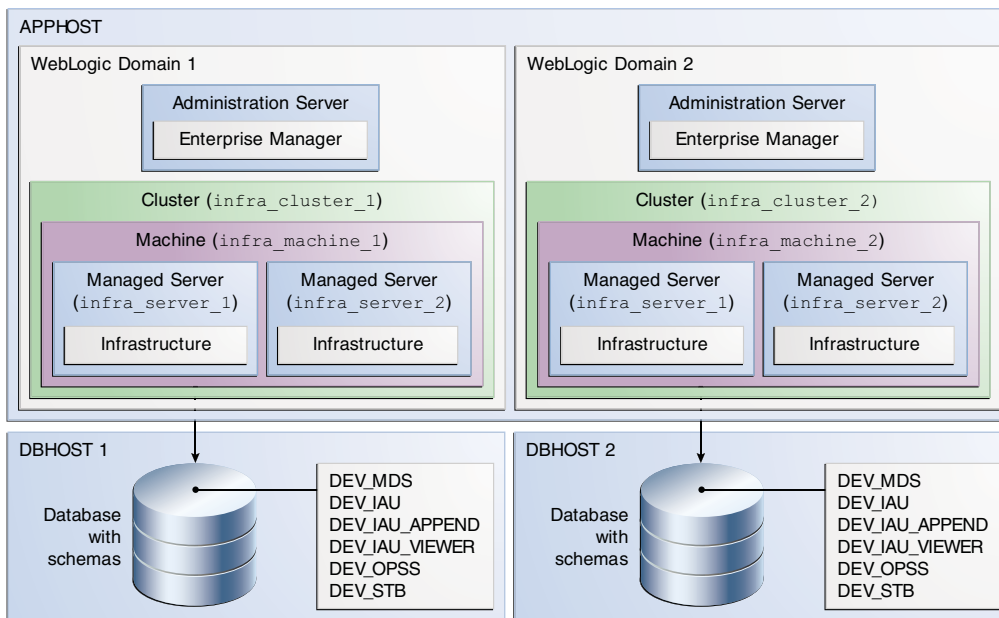 APPHOST
WebLogic Domain 1
Administration Server
Enterprise Manager
Cluster (infra_cluster_1)
Machine (infra_machine_1)
Managed Server
(infra_server_1)
Infrastructure
Managed Server
(infra_server_2)
Infrastructure
WebLogic Domain 2
Administration Server
Enterprise Manager
Cluster (infra_cluster_2)
Machine (infra_machine_2)
Managed Server
(infra_server_1)
Infrastructure
Managed Server
(infra_server_2)
Infrastructure
DBHOST 1
Database
with
schemas
DEV_MDS
DEV_IAU
DEV_IAU_APPEND
DEV_IAU_VIEWER
DEV_OPSS
DEV_STB
DBHOST 2
Database
with
schemas
DEV_MDS
DEV_IAU
DEV_IAU_APPEND
DEV_IAU_VIEWER
DEV_OPSS
DEV_STB